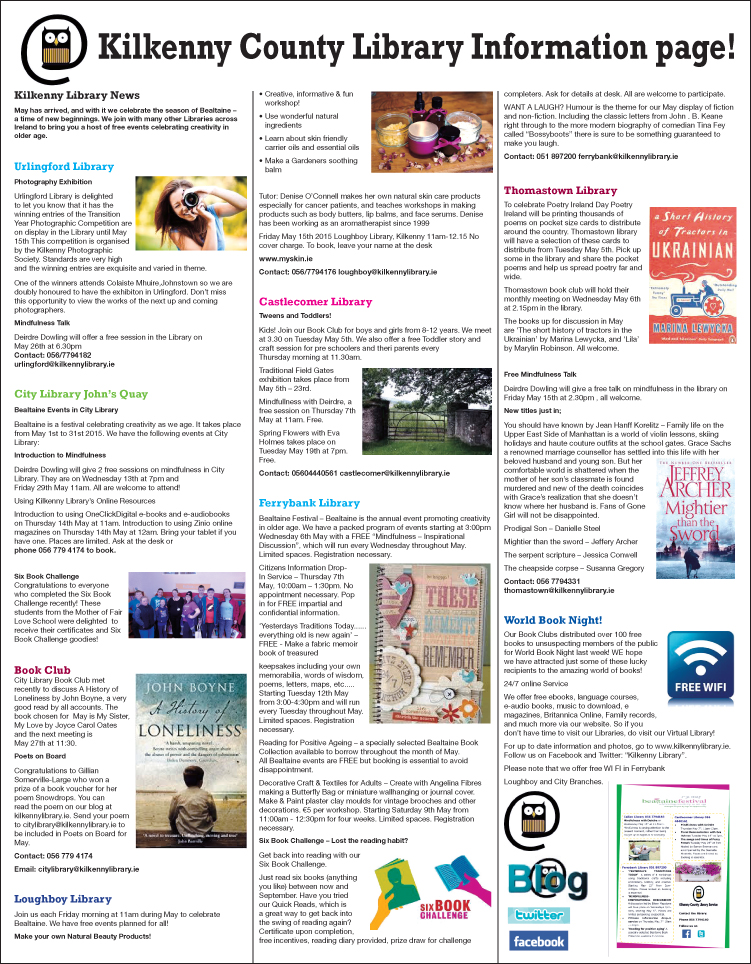 Kilkenny County Library Information page!
Kilkenny Library News
May has arrived, and with it we celebrate the season of Bealtaine –
a time of new beginnings. We join with many other Libraries across
Ireland to bring you a host of free events celebrating creativity in
older age.
Urlingford Library
Photography Exhibition
Urlingford Library is delighted
to let you know that it has the
winning entries of the Transition
Year Photographic Competition are
on display in the Library until May
15th This competition is organised
by the Kilkenny Photographic
Society. Standards are very high
and the winning entries are exquisite and varied in theme.
One of the winners attends Colaiste Mhuire,Johnstown so we are
doubly honoured to have the exhibiton in Urlingford. Don't miss
this opportunity to view the works of the next up and coming
photographers.
Mindfulness Talk
Deirdre Dowling will offer a free session in the Library on
May 26th at 6.30pm
Contact: 056/7794182
urlingford@kilkennylibrary.ie
City Library John's Quay
Bealtaine Events in City Library
Bealtaine is a festival celebrating creativity as we age. It takes place
from May 1st to 31st 2015. We have the following events at City
Library:
Introduction to Mindfulness
Deirdre Dowling will give 2 free sessions on mindfulness in City
Library. They are on Wednesday 13th at 7pm and
Friday 29th May 11am. All are welcome to attend!
Using Kilkenny Library's Online Resources
Introduction to using OneClickDigital e-books and e-audiobooks
on Thursday 14th May at 11am. Introduction to using Zinio online
magazines on Thursday 14th May at 12am, Bring your tablet if you
have one. Places are limited. Ask at the desk or
phone 056 779 4174 to book.
Six Book Challenge
Congratulations to everyone
who completed the Six Book
Challenge recently! These
students from the Mother of Fair
Love School were delighted to
receive their certificates and Six
Book Challenge goodies!
Book Club
City Library Book Club met
recently to discuss A History of
Loneliness by John Boyne, a very
good read by all accounts. The
book chosen for May is My Sister,
My Love by Joyce Carol Oates
and the next meeting is
May 27th at 11:30.
Poets on Board
Congratulations to Gillian
Somerville-Large who won a
prize of a book voucher for her
poem Snowdrops. You can
read the poem on our blog at
kilkennylibrary.ie. Send your poem
to citylibrary@kilkennylibrary.ie to
be included in Poets on Board for
May.
Contact: 056 779 4174
Email: citylibrary@kilkennylibrary.ie
JOHN BOYNE
A History of
LONELINESS
Loughboy Library
Join us each Friday morning at 11am during May to celebrate
Bealtaine. We have free events planned for all!
Make your own Natural Beauty Products!
• Creative, informative & fun
workshop!
• Use wonderful natural
ingredients
• Learn about skin friendly
carrier oils and essential oils
• Make a Gardeners soothing
balm
Tutor: Denise O'Connell makes her own natural skin care products
especially for cancer patients, and teaches workshops in making
products such as body butters, lip balms, and face serums. Denise
has been working as an aromatherapist since 1999
Friday May 15th 2015 Loughboy Library, Kilkenny 11am-12.15 No
cover charge. To book, leave your name at the desk
www.myskin.ie
Contact: 056/7794176 loughboy@kilkennylibrary.ie
Castlecomer Library
Tweens and Toddlers!
Kids! Join our Book Club for boys and girls from 8-12 years. We meet
at 3.30 on Tuesday May 5th. We also offer a free Toddler story and
craft session for pre schoolers and theri parents every
Thursday morning at 11.30am.
Traditional Field Gates
exhibition takes place from
May 5th – 23rd.
Mindfullness with Deirdre, a
free session on Thursday 7th
May at 11am. Free.
Spring Flowers with Eva
Holmes takes place on
Tuesday May 19th at 7pm.
Free.
Contact: 05604440561 castlecomer@kilkennylibrary.ie
Ferrybank Library
Bealtaine Festival – Bealtaine is the annual event promoting creativity
in older age. We have a packed program of events starting at 3:00pm
Wednesday 6th May with a FREE "Mindfulness – Inspirational
Discussion", which will run every Wednesday throughout May.
Limited spaces. Registration necessary.
Citizens Information Drop-
In Service – Thursday 7th
May, 10:00am – 1:30pm. No
appointment necessary. Pop
in for FREE impartial and
confidential information.
'Yesterdays Traditions Today......
everything old is new again' –
FREE - Make a fabric memoir
book of treasured
keepsakes including your own
memorabilia, words of wisdom,
poems, letters, maps, etc.....
Starting Tuesday 12th May
from 3:00-4:30pm and will run
every Tuesday throughout May.
Limited spaces. Registration
necessary.
THESE
MOMENTS
REMEMBER
Reading for Positive Ageing – a specially selected Bealtaine Book
Collection available to borrow throughout the month of May.
All Bealtaine events are FREE but booking is essential to avoid
disappointment.
Decorative Craft & Textiles for Adults – Create with Angelina Fibres
making a Butterfly Bag or miniature wallhanging or journal cover.
Make & Paint plaster clay moulds for vintage brooches and other
decorations. €5 per workshop. Starting Saturday 9th May from
11:00am - 12:30pm for four weeks. Limited spaces. Registration
necessary.
Six Book Challenge – Lost the reading habit?
Get back into reading with our
Six Book Challenge.
Just read six books (anything
you like) between now and
September. Have you tried
our Quick Reads, which is
a great way to get back into
the swing of reading again?
Certificate upon completion,
free incentives, reading diary provided, prize draw for challenge
SIX BOOK
CHALLENGE
completers. Ask for details at desk. All are welcome to participate.
WANT A LAUGH? Humour is the theme for our May display of fiction
and non-fiction. Including the classic letters from John . B. Keane
right through to the more modern biography of comedian Tina Fey
called "Bossyboots" there is sure to be something guaranteed to
make you laugh.
Contact: 051 897200 ferrybank@kilkennylibrary.ie
Thomastown Library
To celebrate Poetry Ireland Day Poetry
Ireland will be printing thousands of
poems on pocket size cards to distribute
around the country. Thomastown library
will have a selection of these cards to
distribute from Tuesday May 5th. Pick up
some in the library and share the pocket
poems and help us spread poetry far and
wide.
Thomastown book club will hold their
monthly meeting on Wednesday May 6th
at 2.15pm in the library.
The books up for discussion in May
are 'The short history of tractors in the
Ukrainian' by Marina Lewycka, and 'Lila'
by Marylin Robinson. All welcome.
a Short History
of Tractors in
UKRAINIAN
MARINA LEWYCKA
Free Mindfulness Talk
Deirdre Dowling will give a free talk on mindfulness in the library on
Friday May 15th at 2.30pm , all welcome.
New titles just in;
You should have known by Jean Hanff Korelitz – Family life on the
Upper East Side of Manhattan is a world of violin lessons, skiing
holidays and haute couture outfits at the school gates. Grace Sachs
a renowned marriage counsellor has settled into this life with her
beloved husband and young son. But her
comfortable world is shattered when the
mother of her son's classmate is found
murdered and new of the death coincides
with Grace's realization that she doesn't
know where her husband is. Fans of Gone
Girl will not be disappointed.
Prodigal Son – Danielle Steel
Mightier than the sword – Jeffery Archer
The serpent scripture – Jessica Conwell
The cheapside corpse – Susanna Gregory
Contact: 056 7794331
thomastown@kilkennylibrary.ie
JEFFREY
ARCHER
Mightier
than the
Sword
World Book Night!
Our Book Clubs distributed over 100 free
books to unsuspecting members of the public
for World Book Night last week! WE hope
we have attracted just some of these lucky
recipients to the amazing world of books!
24/7 online Service
We offer free ebooks, language courses,
e-audio books, music to download, e
magazines, Britannica Online, Family records,
and much more via our website. So if you
don't have time to visit our Libraries, do visit our Virtual Library!
For up to date information and photos, go to www.kilkennylibrary.ie.
Follow us on Facebook and Twitter: "Kilkenny Library".
Please note that we offer free WI FI in Ferrybank
Loughboy and City Branches.
FREE WIFI
Blog
twitter
facebook
bealtainefestival
Kilkenny County Library Service